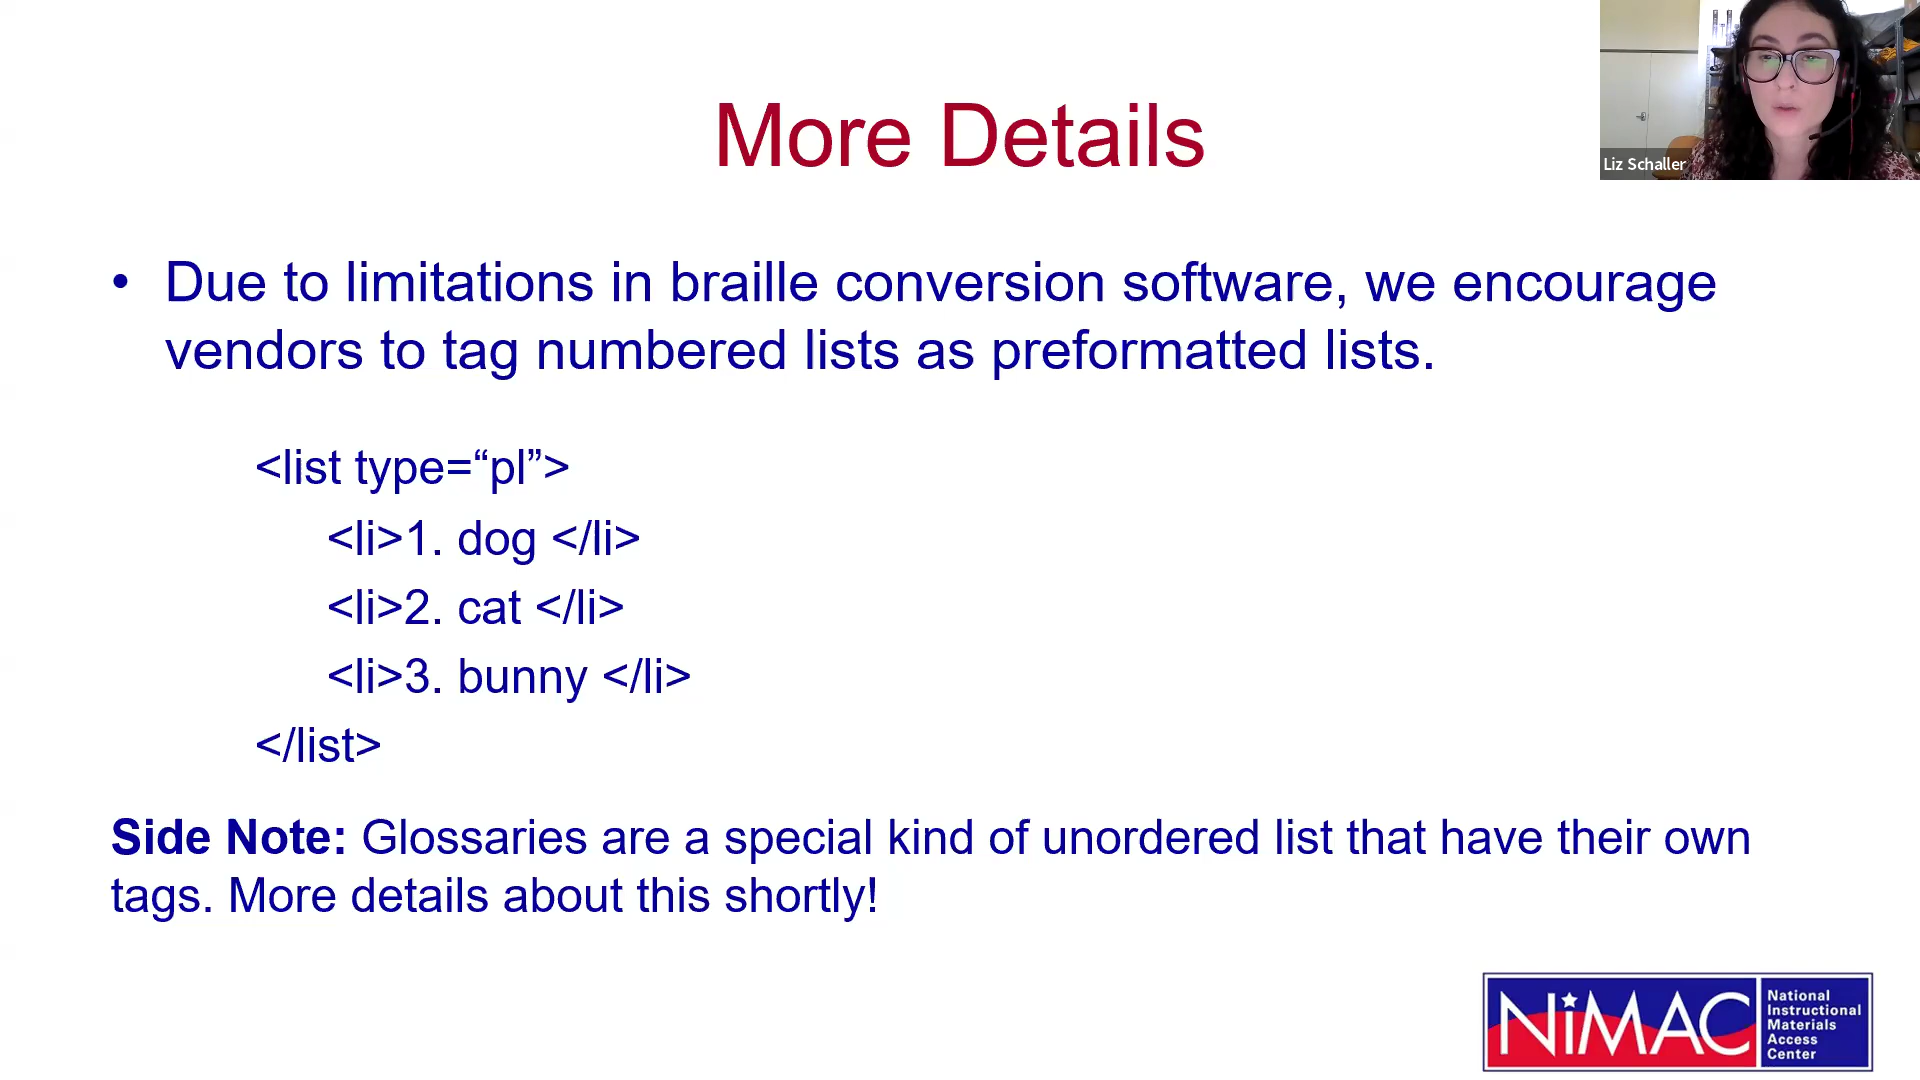 More Details
Liz Schaller
• Due to limitations in braille conversion software, we encourage
vendors to tag numbered lists as preformatted lists.
<list type=“pl”>
<li>1. dog </li>
<li>2. cat </li>
<li>3. bunny </li>
</list>
Side Note: Glossaries are a special kind of unordered list that have their own
tags. More details about this shortly!
NiMAC
National
Instructional
Materials
Access
Center